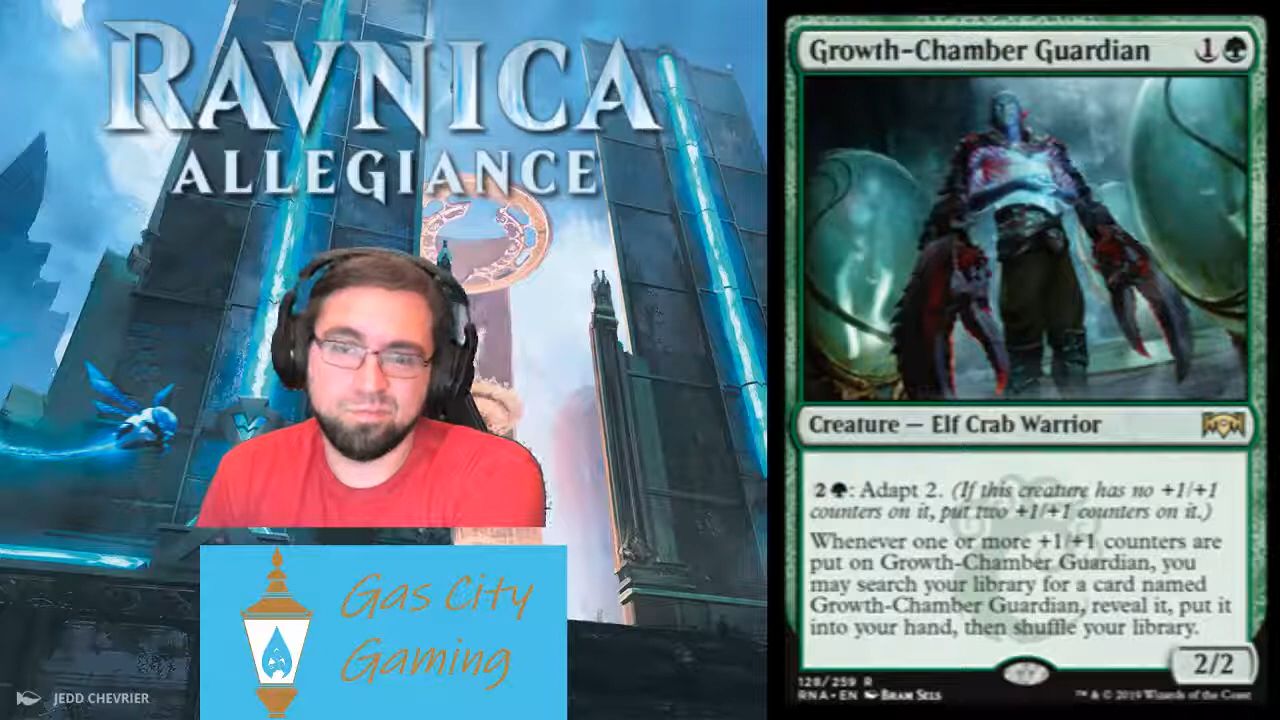 RAVNICA
ALLEGIANCE
Gas City
Gaming
JEDD CHEVRIER
Growth-Chamber Guardian 1
Creature — Elf Crab Warrior
2 : Adapt 2. (If this creature has no +1/+1
counters on it, put two +1/+1 counters on it.)
Whenever one or more +1/+1 counters are
put on Growth-Chamber Guardian, you
may search your library for a card named
Growth-Chamber Guardian, reveal it, put it
into your hand, then shuffle your library.
2/2
128/259 R
RNA • EN BRAM SELS
™ & © 2019 Wizards of the Coast